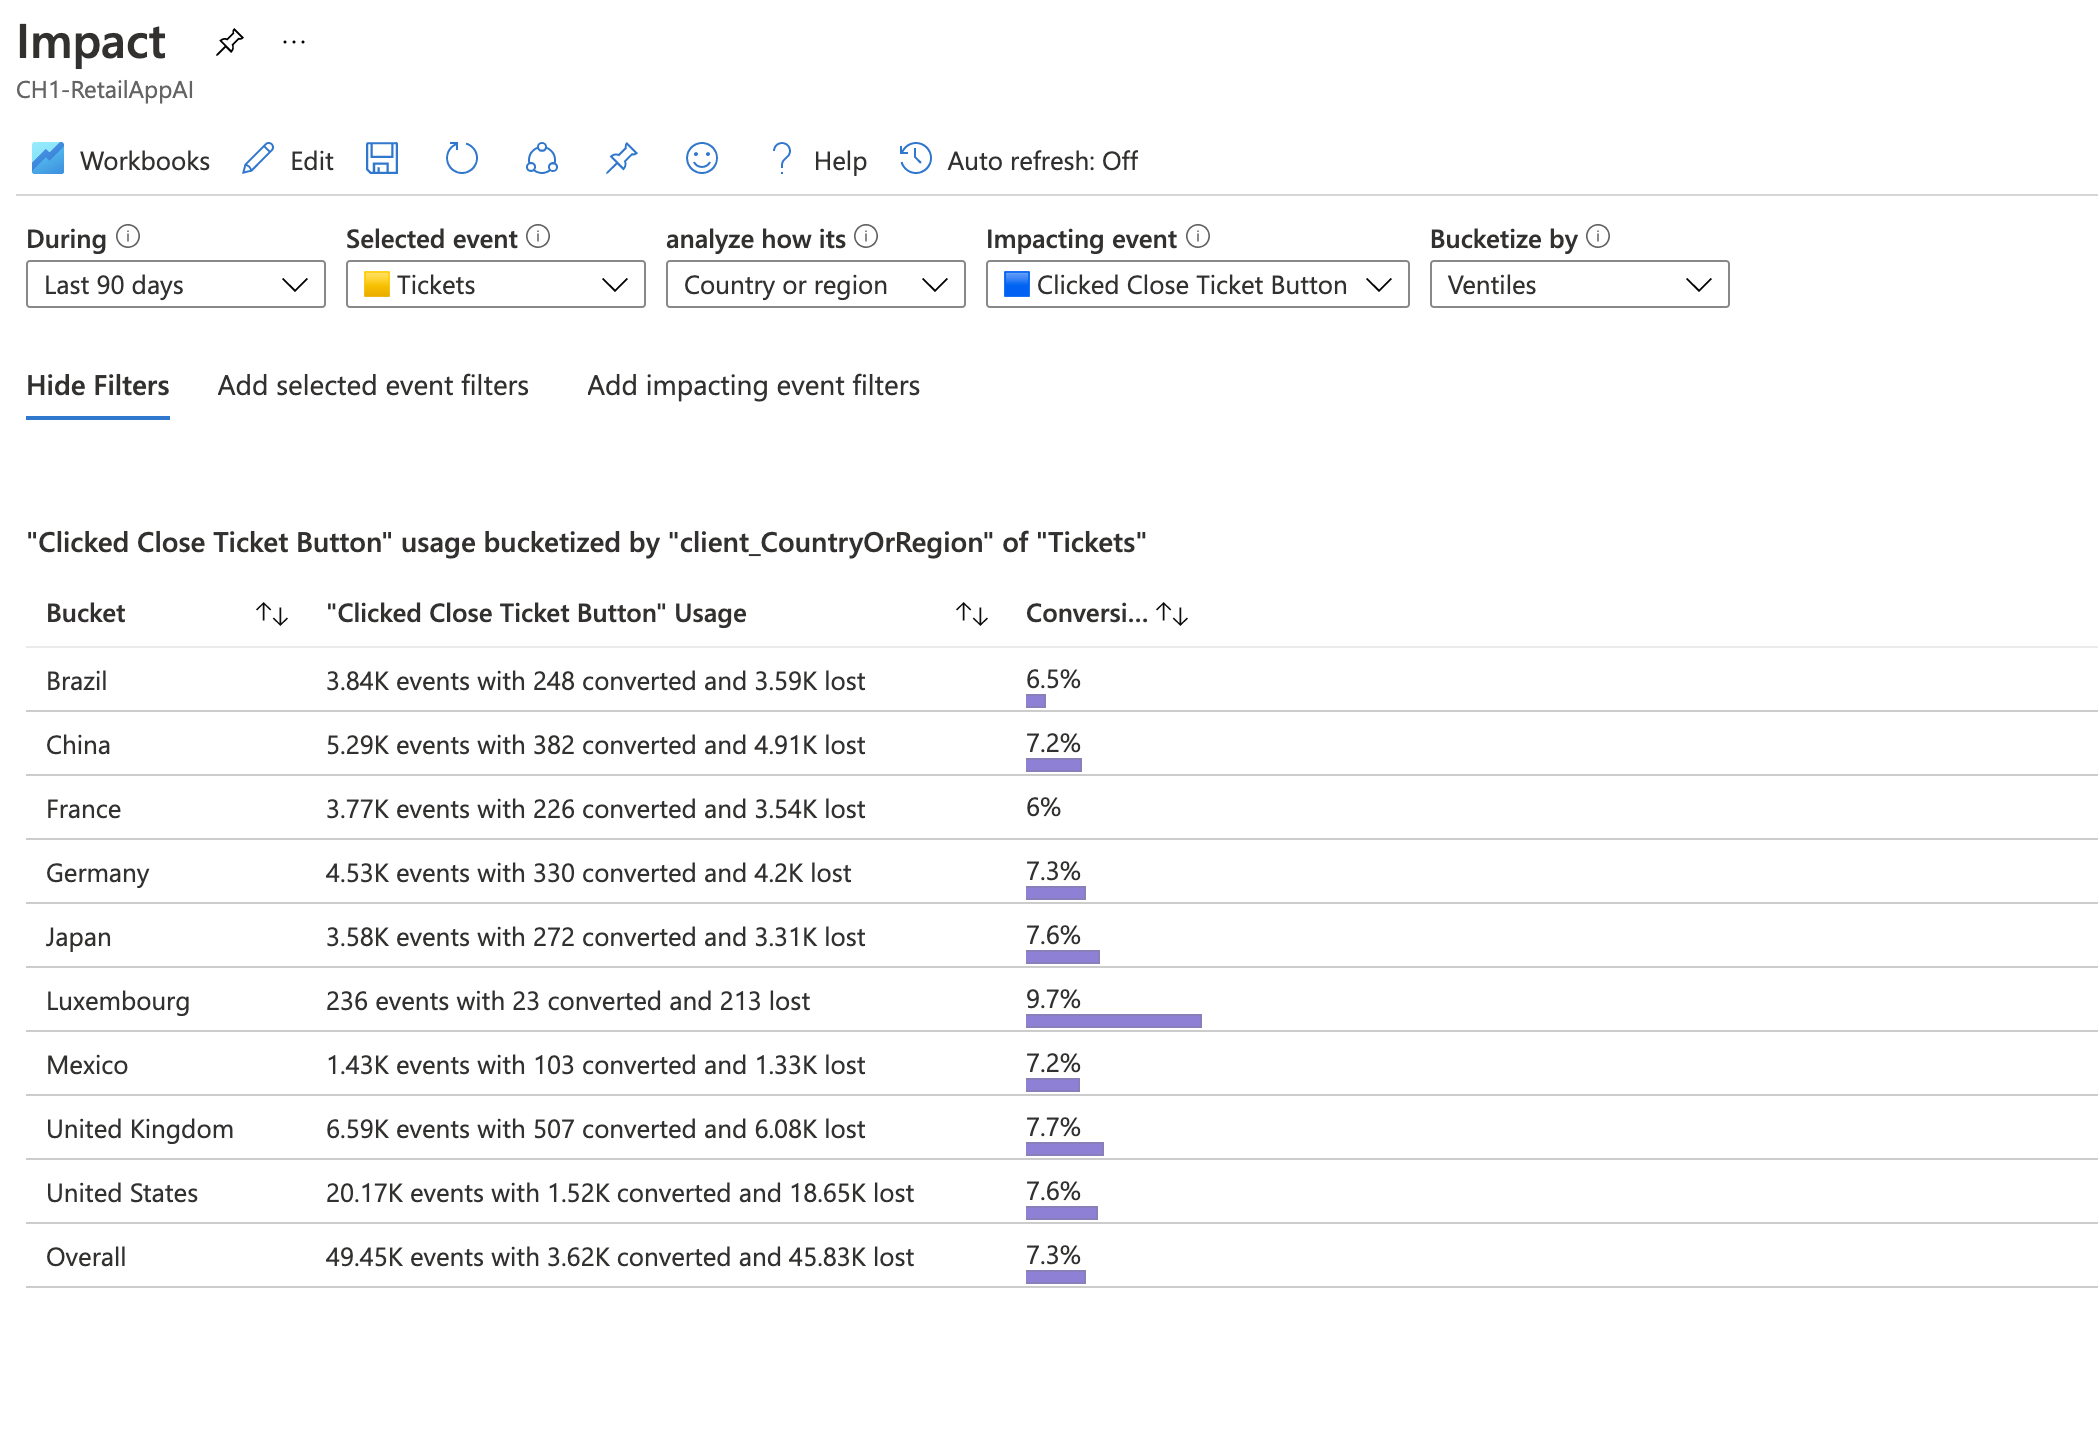 Impact
CH1-RetailAppAI
Workbooks Edit Help Auto refresh: Off
During Selected event analyze how its Impacting event Bucketize by
Last 90 days Tickets Country or region Clicked Close Ticket Button Ventiles
Hide Filters Add selected event filters Add impacting event filters
"Clicked Close Ticket Button" usage bucketized by "client_CountryOrRegion" of "Tickets"
Bucket "Clicked Close Ticket Button" Usage Conversi...
Brazil 3.84K events with 248 converted and 3.59K lost 6.5%
China 5.29K events with 382 converted and 4.91K lost 7.2%
France 3.77K events with 226 converted and 3.54K lost 6%
Germany 4.53K events with 330 converted and 4.2K lost 7.3%
Japan 3.58K events with 272 converted and 3.31K lost 7.6%
Luxembourg 236 events with 23 converted and 213 lost 9.7%
Mexico 1.43K events with 103 converted and 1.33K lost 7.2%
United Kingdom 6.59K events with 507 converted and 6.08K lost 7.7%
United States 20.17K events with 1.52K converted and 18.65K lost 7.6%
Overall 49.45K events with 3.62K converted and 45.83K lost 7.3%